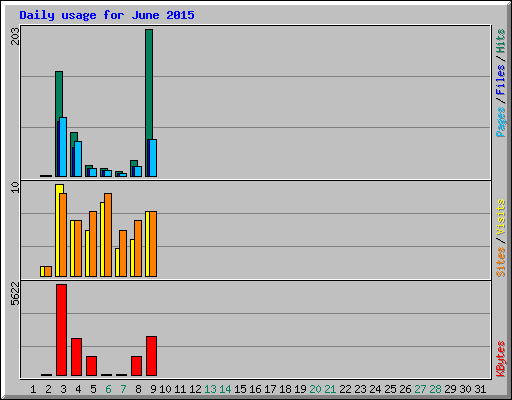 Daily usage for June 2015
203
Pages / Files / Hits
10
Sites / Visits
5622
KBytes
1 2 3 4 5 6 7 8 9 10 11 12 13 14 15 16 17 18 19 20 21 22 23 24 25 26 27 28 29 30 31